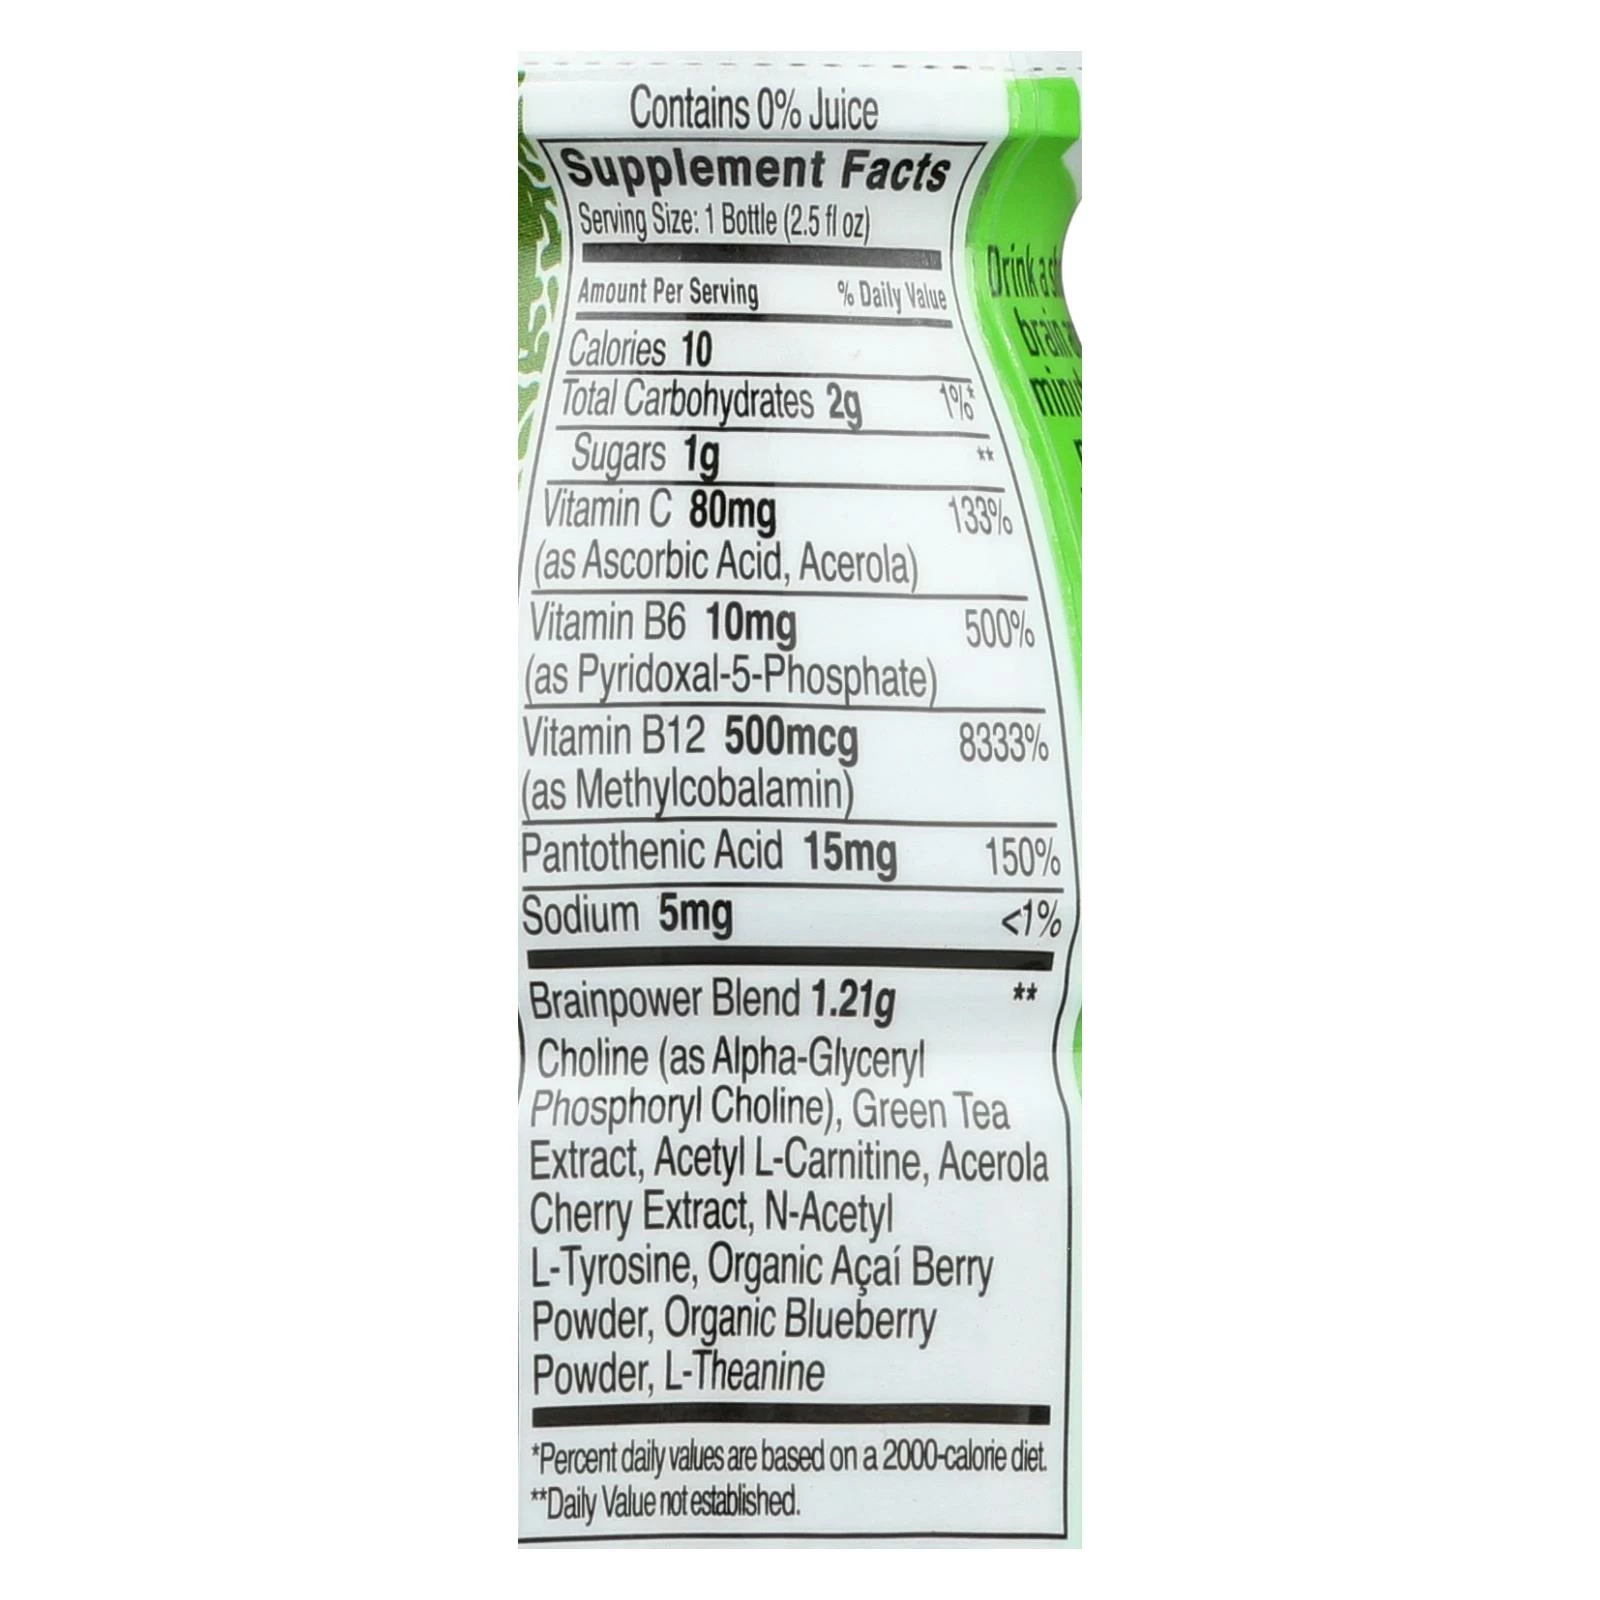 Contains 0% Juice
Supplement Facts
Serving Size: 1 Bottle (2.5 fl oz)
Amount Per Serving % Daily Value
Calories 10
Total Carbohydrates 2g 1%*
Sugars 1g **
Vitamin C 80mg 133%
(as Ascorbic Acid, Acerola)
Vitamin B6 10mg 500%
(as Pyridoxal-5-Phosphate)
Vitamin B12 500mcg 8333%
(as Methylcobalamin)
Pantothenic Acid 15mg 150%
Sodium 5mg <1%
Brainpower Blend 1.21g **
Choline (as Alpha-Glyceryl
Phosphoryl Choline), Green Tea
Extract, Acetyl L-Carnitine, Acerola
Cherry Extract, N-Acetyl
L-Tyrosine, Organic Açaí Berry
Powder, Organic Blueberry
Powder, L-Theanine
*Percent daily values are based on a 2000-calorie diet.
**Daily Value not established.
Drink a
brain